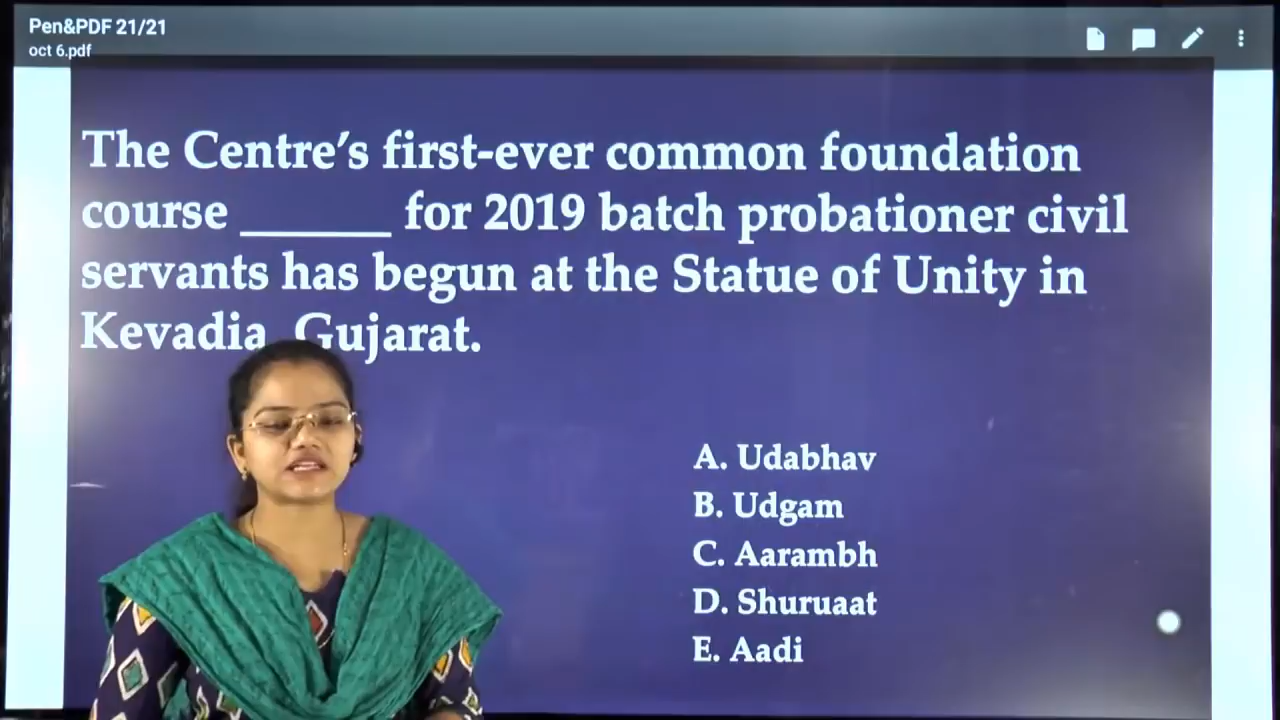 Pen&PDF 21/21
oct 6.pdf
The Centre's first-ever common foundation
course ______ for 2019 batch probationer civil
servants has begun at the Statue of Unity in
Kevadia Gujarat.
A. Udabhav
B. Udgam
C. Aarambh
D. Shuruaat
E. Aadi